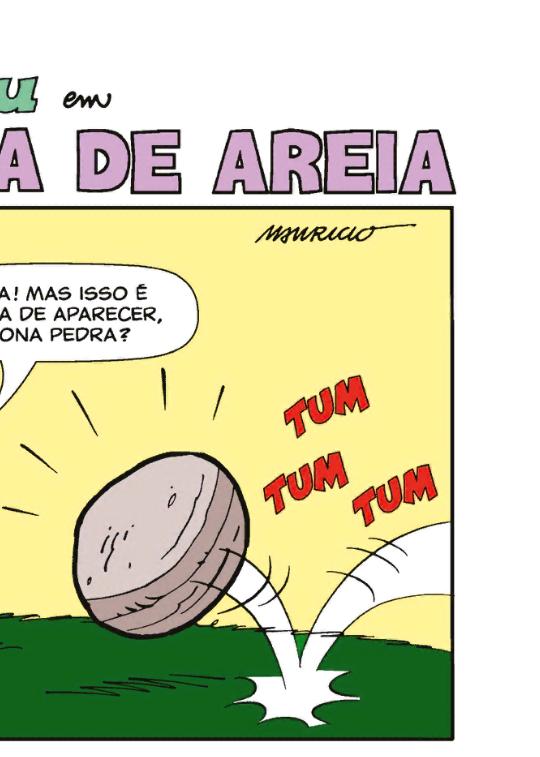 u em
A DE AREIA
MAURICIO
A! MAS ISSO É
A DE APARECER,
ONA PEDRA?
TUM
TUM
TUM